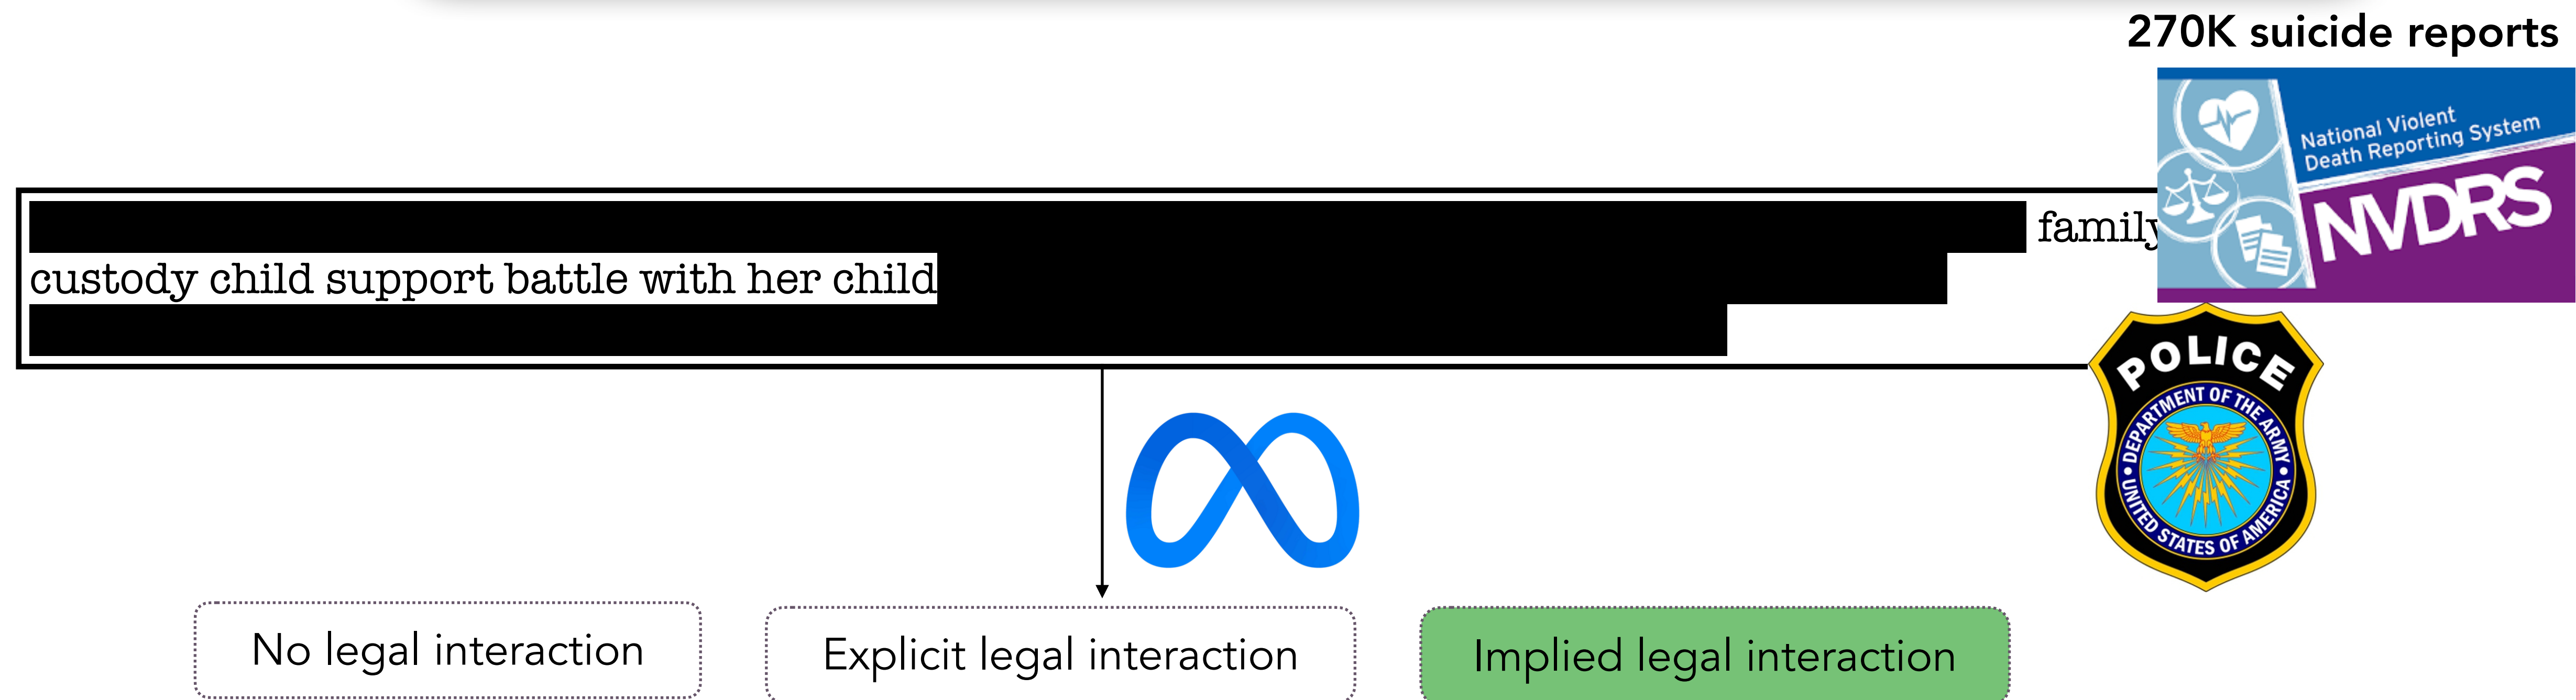 270K suicide reports
National Violent
Death Reporting System
NVDRS
family
custody child support battle with her child
POLICE
DEPARTMENT OF THE ARMY
UNITED STATES OF AMERICA
No legal interaction
Explicit legal interaction
Implied legal interaction